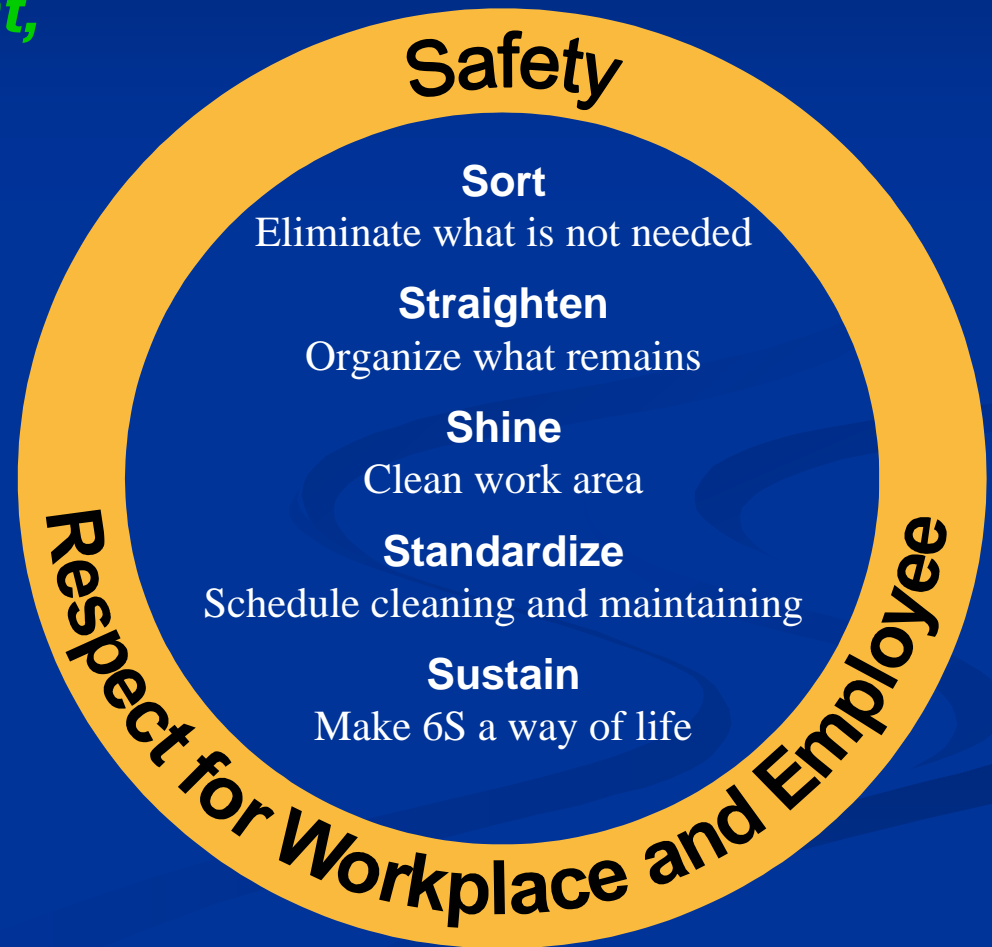 Safety
Sort
Eliminate what is not needed
Straighten
Organize what remains
Shine
Clean work area
Standardize
Schedule cleaning and maintaining
Sustain
Make 6S a way of life
Respect for Workplace and Employee